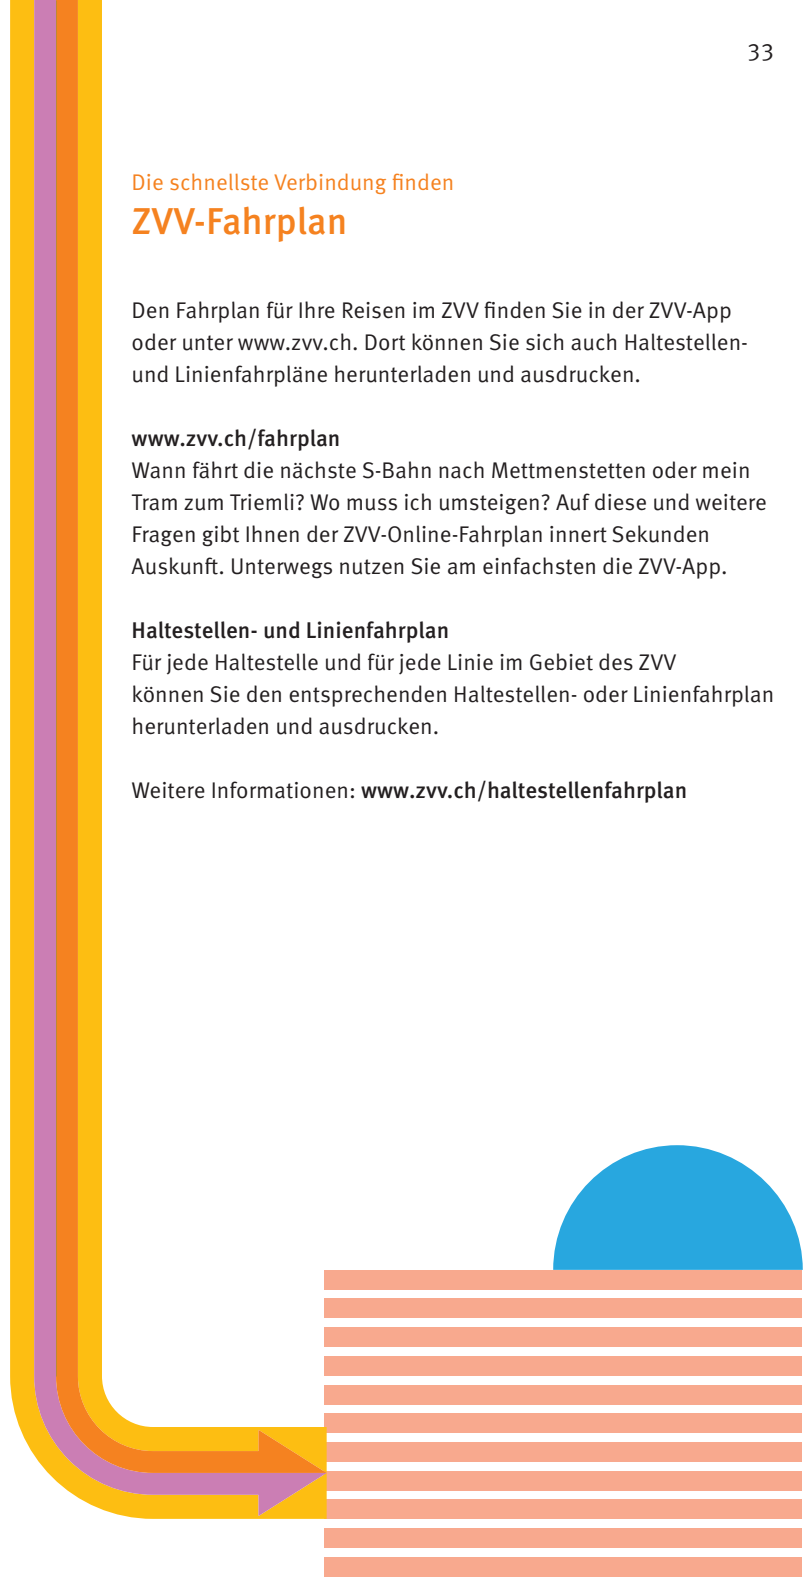 33
Die schnellste Verbindung finden
ZVV-Fahrplan
Den Fahrplan für Ihre Reisen im ZVV finden Sie in der ZVV-App
oder unter www.zvv.ch. Dort können Sie sich auch Haltestellen-
und Linienfahrpläne herunterladen und ausdrucken.
www.zvv.ch/fahrplan
Wann fährt die nächste S-Bahn nach Mettmenstetten oder mein
Tram zum Triemli? Wo muss ich umsteigen? Auf diese und weitere
Fragen gibt Ihnen der ZVV-Online-Fahrplan innert Sekunden
Auskunft. Unterwegs nutzen Sie am einfachsten die ZVV-App.
Haltestellen- und Linienfahrplan
Für jede Haltestelle und für jede Linie im Gebiet des ZVV
können Sie den entsprechenden Haltestellen- oder Linienfahrplan
herunterladen und ausdrucken.
Weitere Informationen: www.zvv.ch/haltestellenfahrplan